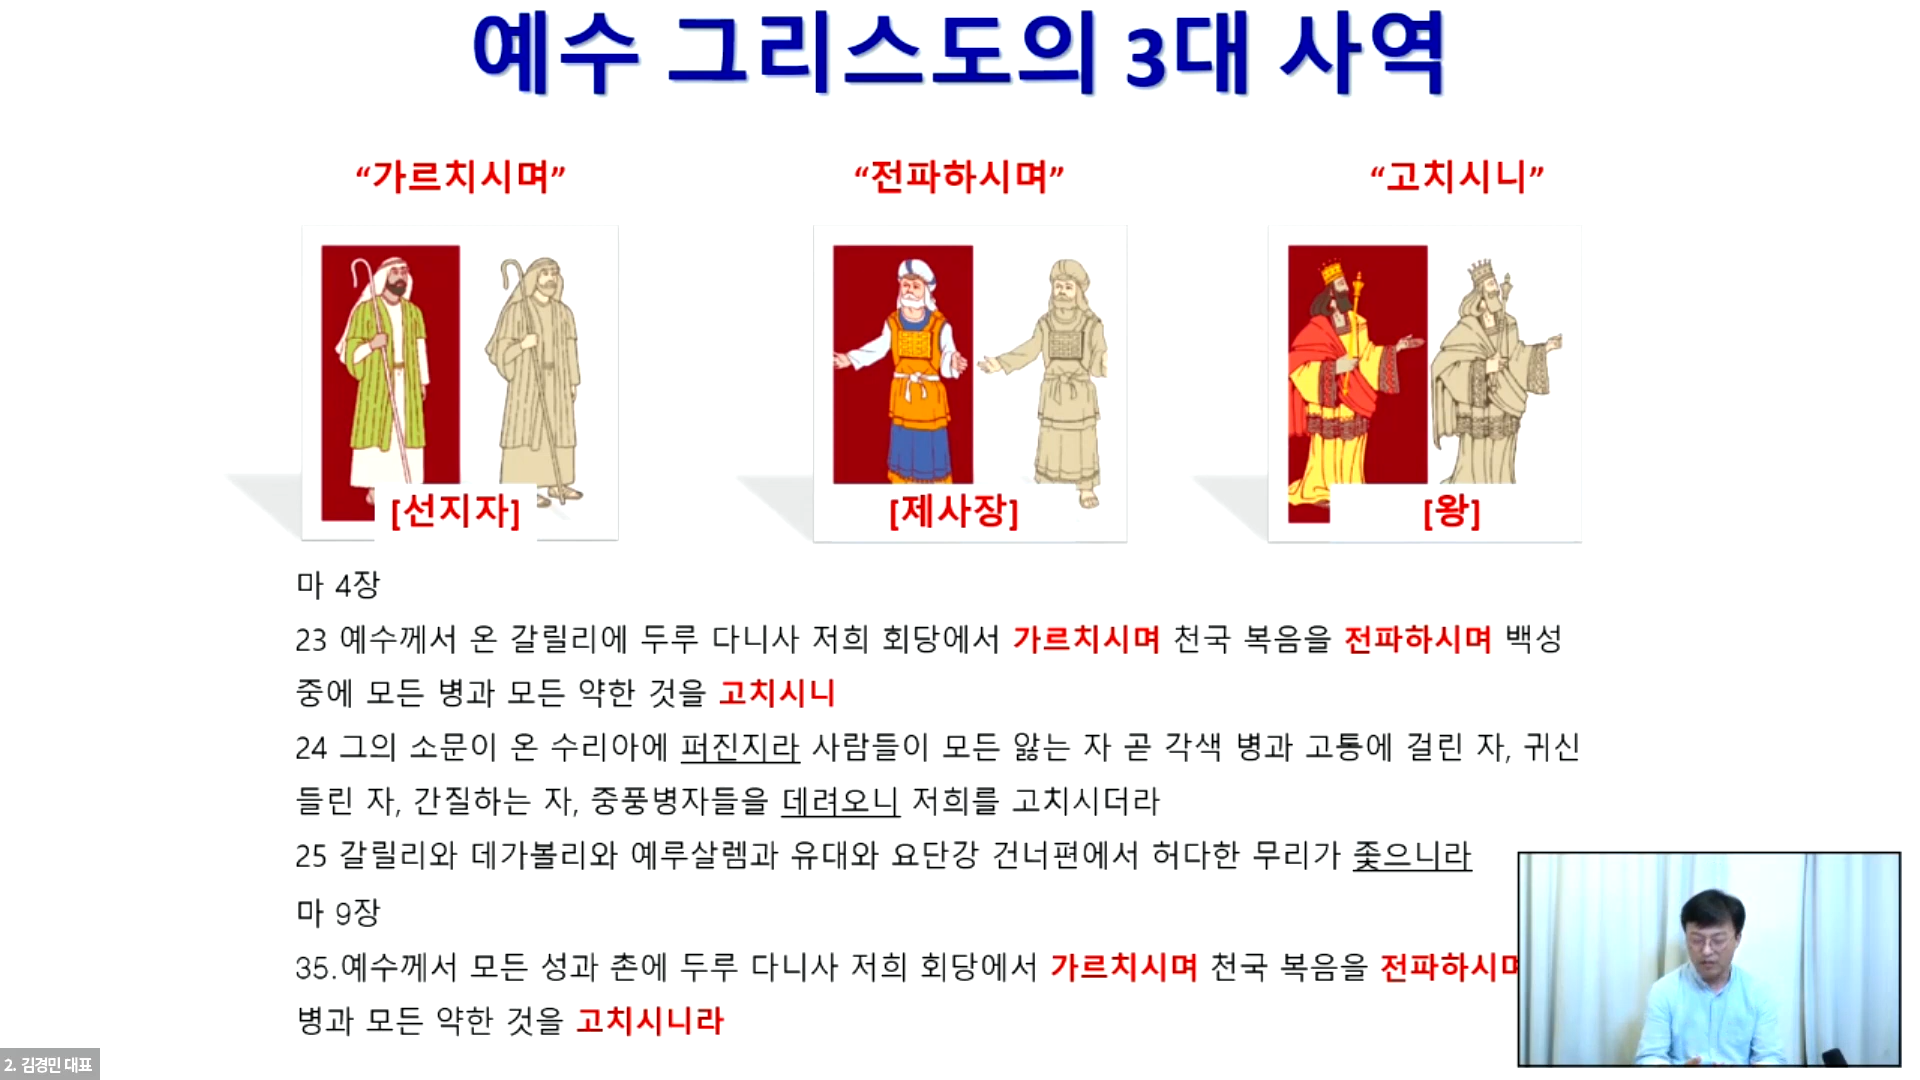 예수 그리스도의 3대 사역
“가르치시며” “전파하시며” “고치시니”
[선지자] [제사장] [왕]
마 4장
23 예수께서 온 갈릴리에 두루 다니사 저희 회당에서 가르치시며 천국 복음을 전파하시며 백성
중에 모든 병과 모든 약한 것을 고치시니
24 그의 소문이 온 수리아에 퍼진지라 사람들이 모든 앓는 자 곧 각색 병과 고통에 걸린 자, 귀신
들린 자, 간질하는 자, 중풍병자들을 데려오니 저희를 고치시더라
25 갈릴리와 데가볼리와 예루살렘과 유대와 요단강 건너편에서 허다한 무리가 좇으니라
마 9장
35.예수께서 모든 성과 촌에 두루 다니사 저희 회당에서 가르치시며 천국 복음을 전파하시며
병과 모든 약한 것을 고치시니라
2. 김경민 대표